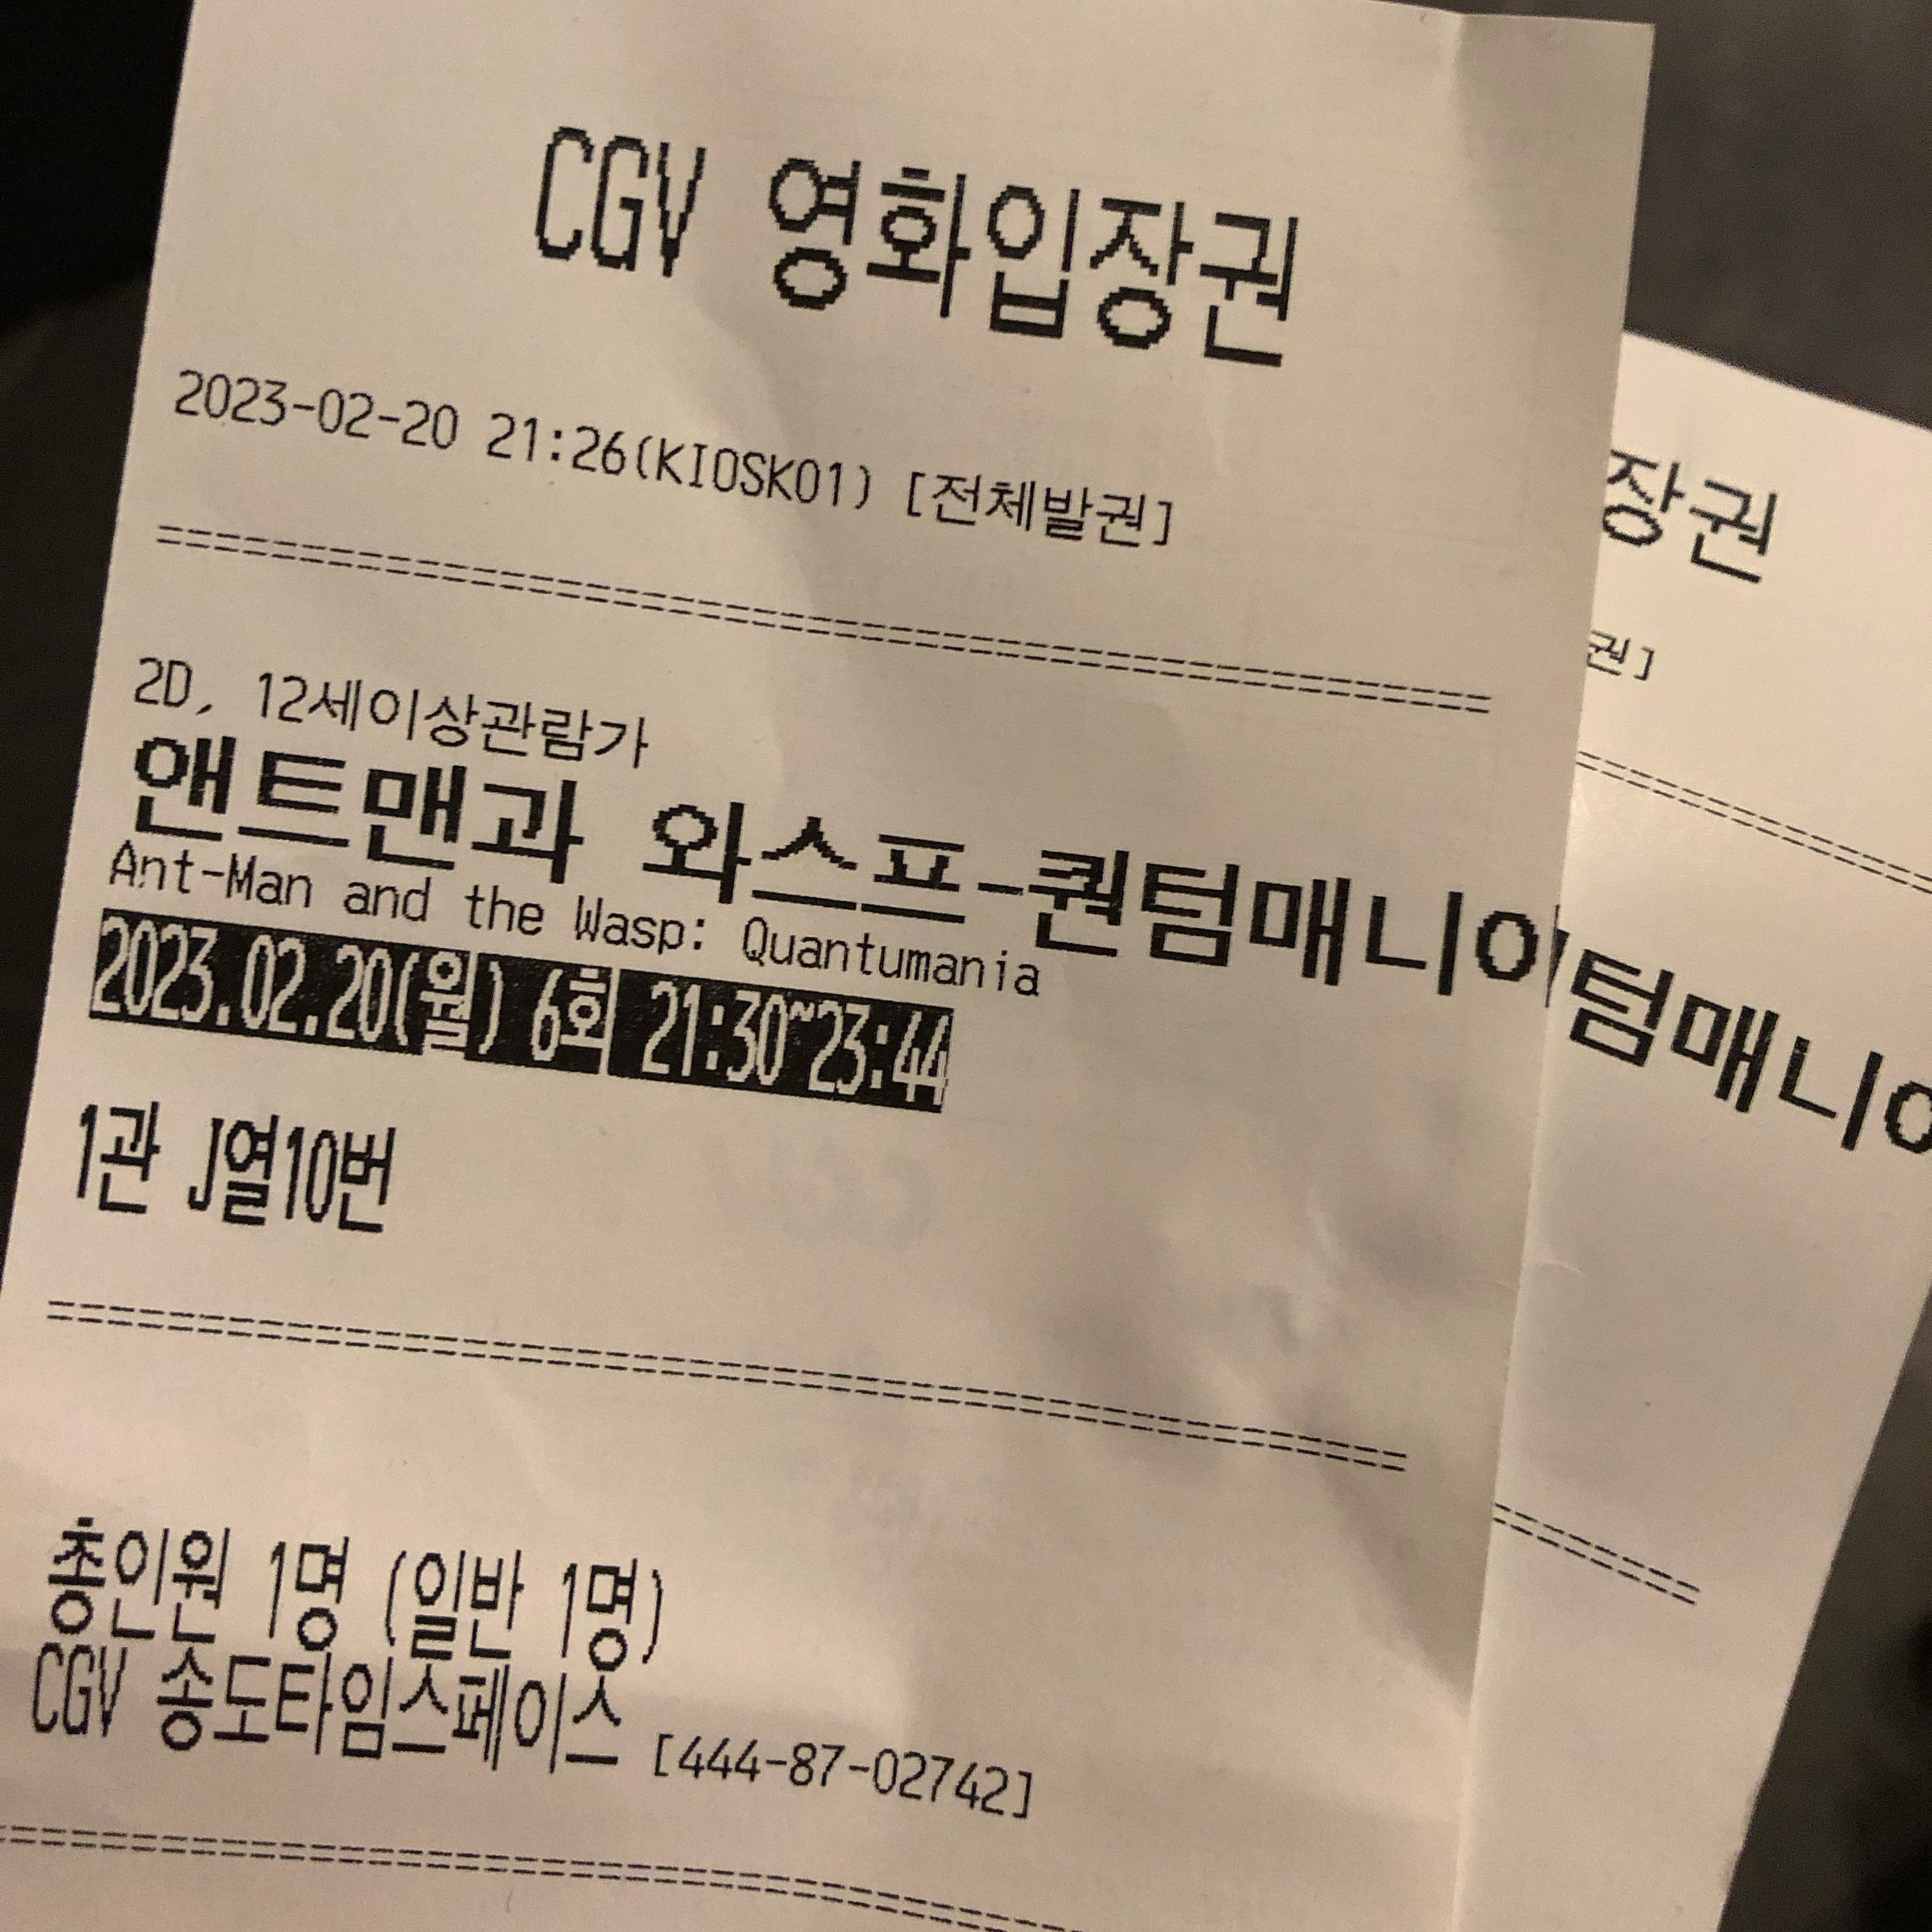 CGV 영화입장권
2023-02-20 21:26(KIOSK01) [전체발권]
2D, 12세이상관람가
앤트맨과 와스프-퀀텀매니아
Ant-Man and the Wasp: Quantumania
2023.02.20(월) 6회 21:30~23:44
1관 J열10번
총인원 1명 (일반 1명)
CGV 송도타임스페이스 [444-87-02742]
장권
권]
텀매니아